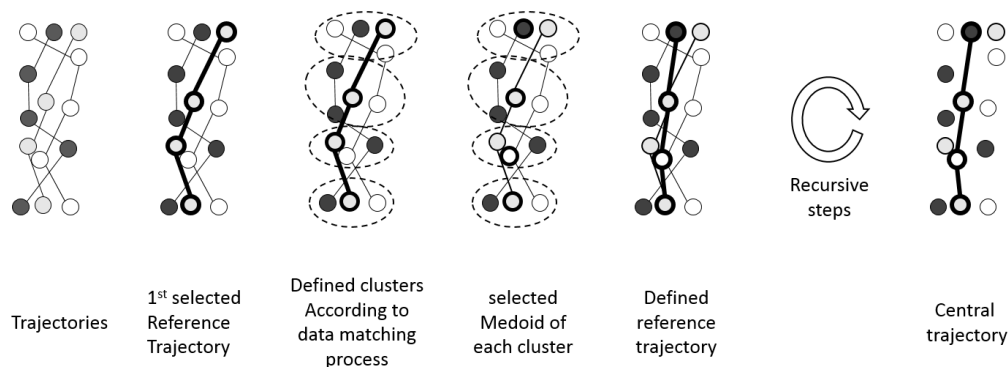 Trajectories
1st selected
Reference
Trajectory
Defined clusters
According to
data matching
process
selected
Medoid of
each cluster
Defined
reference
trajectory
Recursive
steps
Central
trajectory